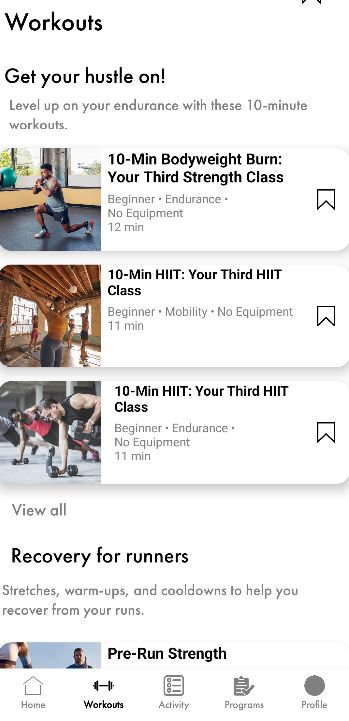 Workouts
Get your hustle on!
Level up on your endurance with these 10-minute
workouts.
10-Min Bodyweight Burn:
Your Third Strength Class
Beginner • Endurance •
No Equipment
12 min
10-Min HIIT: Your Third HIIT
Class
Beginner • Mobility • No Equipment
11 min
10-Min HIIT: Your Third HIIT
Class
Beginner • Endurance •
No Equipment
11 min
View all
Recovery for runners
Stretches, warm-ups, and cooldowns to help you
recover from your runs.
Pre-Run Strength
Home
Workouts
Activity
Programs
Profile